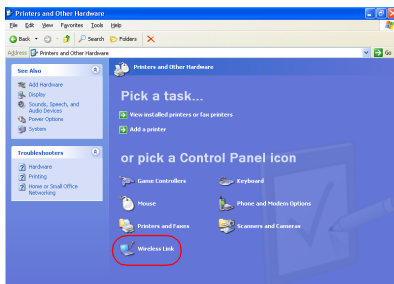 Printers and Other Hardware
File Edit View Favorites Tools Help
Back Search Folders
Address Printers and Other Hardware Go
See Also
Add Hardware
Display
Sounds, Speech, and Audio Devices
Power Options
System
Troubleshooters
Hardware
Printing
Home or Small Office Networking
Printers and Other Hardware
Pick a task...
View installed printers or fax printers
Add a printer
or pick a Control Panel icon
Game Controllers
Keyboard
Mouse
Phone and Modem Options
Printers and Faxes
Scanners and Cameras
Wireless Link